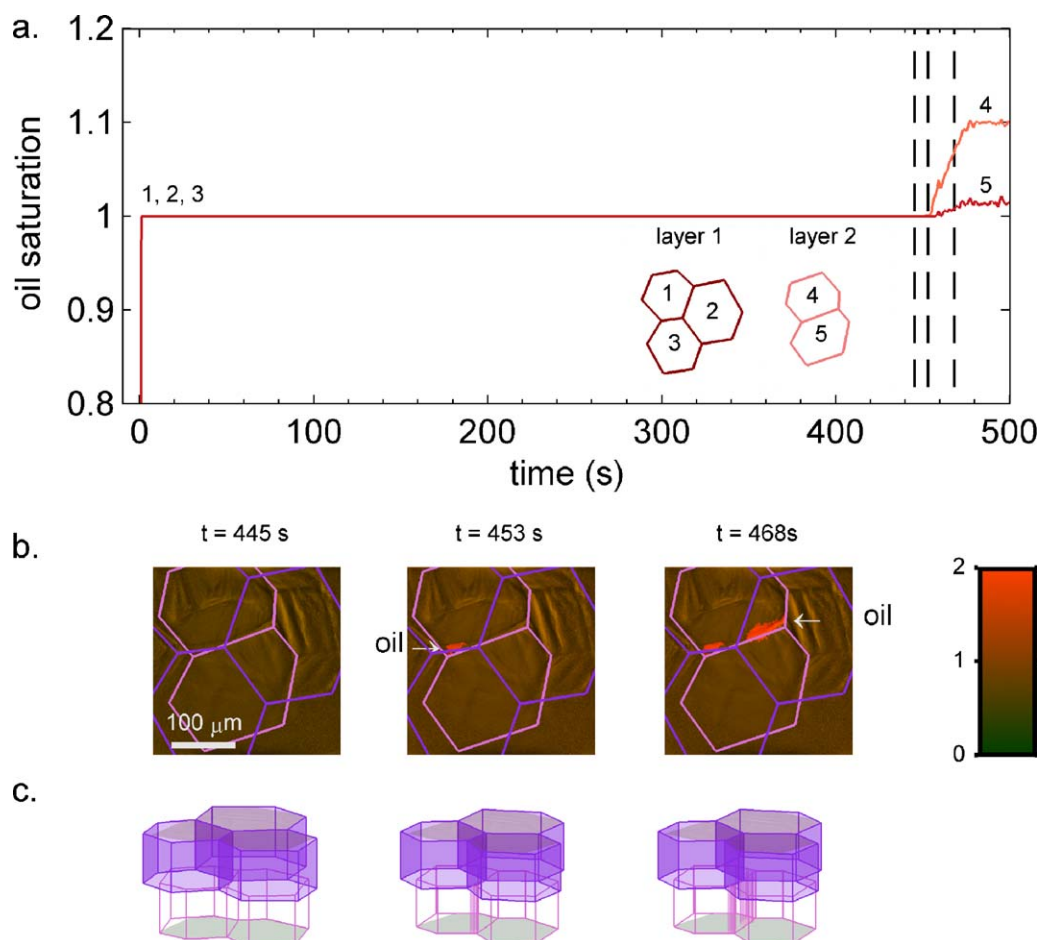 a.
1.2
1.1
1
0.9
0.8
oil saturation
1, 2, 3
4
5
layer 1 layer 2
1
2
3
4
5
0 100 200 300 400 500
time (s)
b.
t = 445 s t = 453 s t = 468s
oil
oil
100 μm
2
1
0
c.